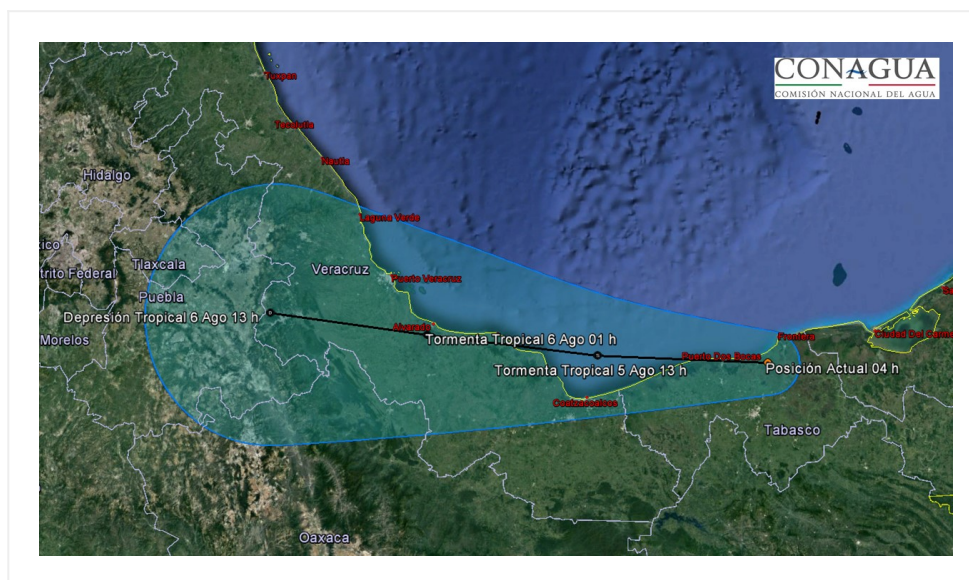 CONAGUA
COMISIÓN NACIONAL DEL AGUA
Tuxpan
Tecolutla
Nautla
Hidalgo
Laguna Verde
xico
Tlaxcala
Veracruz
trito Federal
Puerto Veracruz
Puebla
Depresión Tropical 6 Ago 13 h
Alvarado
Morelos
Tormenta Tropical 6 Ago 01 h
Frontera
Ciudad Del Carm
Puerto Dos Bocas
Tormenta Tropical 5 Ago 13 h
Posición Actual 04 h
Coatzacoalcos
Tabasco
Oaxaca